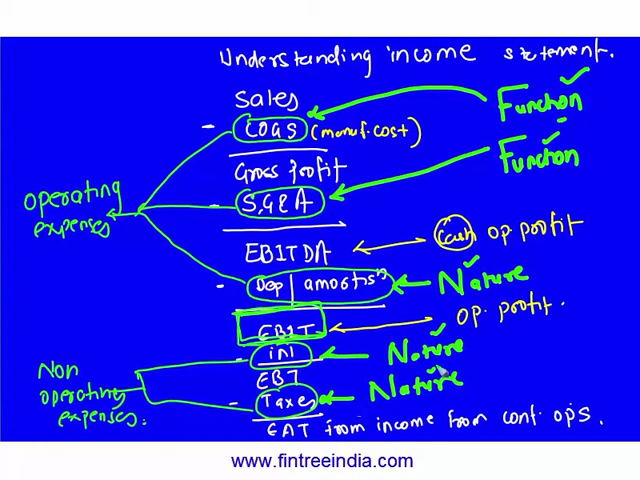 Understanding income statement.
Sales
- COGS (manuf. cost) Function
Gross Profit Function
Operating expenses
- S,G&A
EBITDA Cash op profit
- Dep | amortisn Nature
EBIT op. profit.
- int Nature
Non operating expenses.
EBT
- Taxes Nature
EAT from income from cont. ops.
www.fintreeindia.com